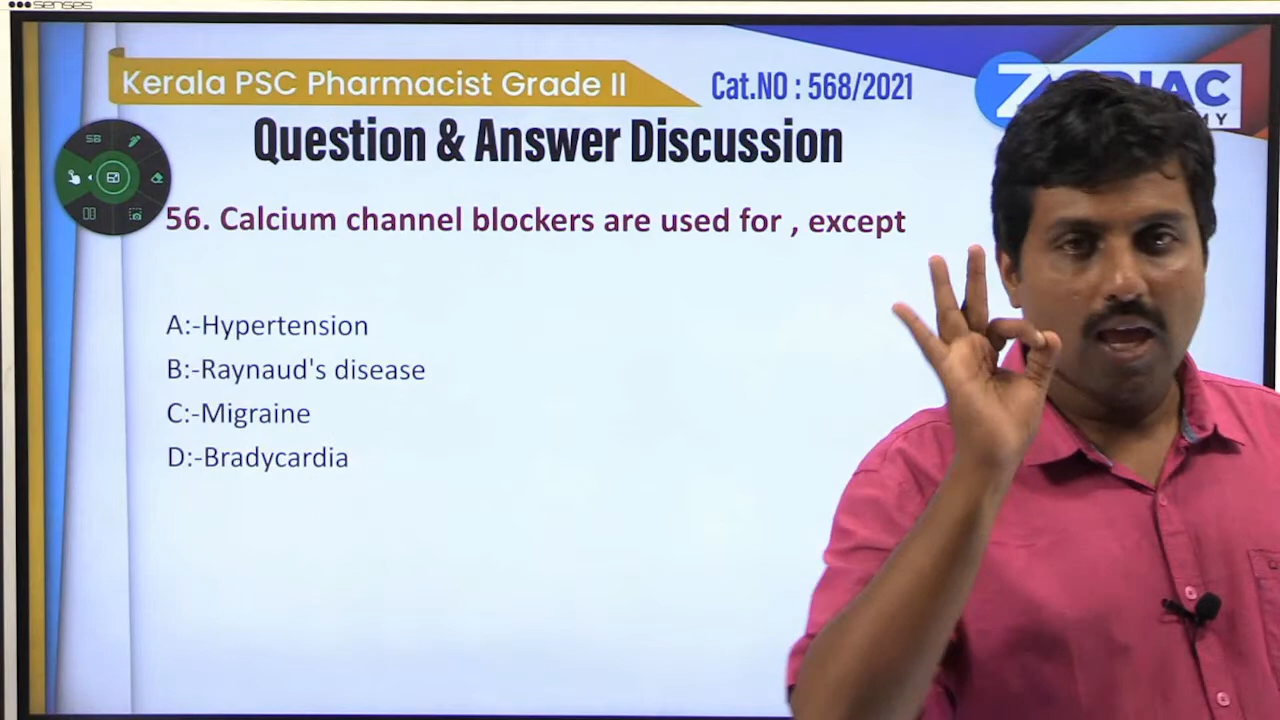 senses
Kerala PSC Pharmacist Grade II
Cat.NO : 568/2021
Question & Answer Discussion
56. Calcium channel blockers are used for , except
A:-Hypertension
B:-Raynaud's disease
C:-Migraine
D:-Bradycardia